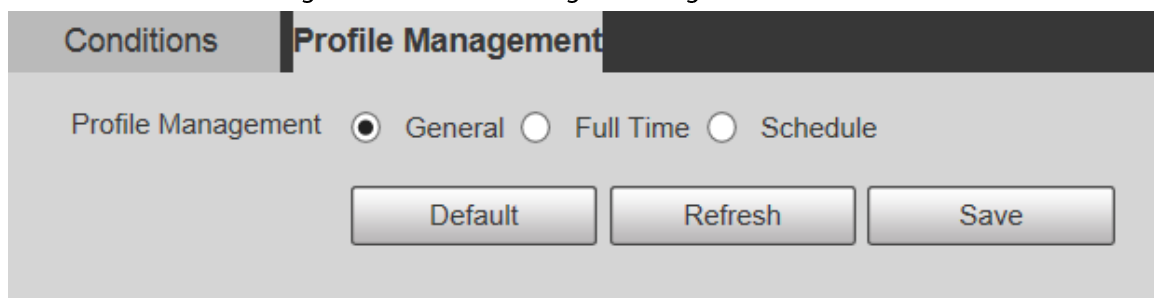 Conditions Profile Management
Profile Management General Full Time Schedule
Default Refresh Save